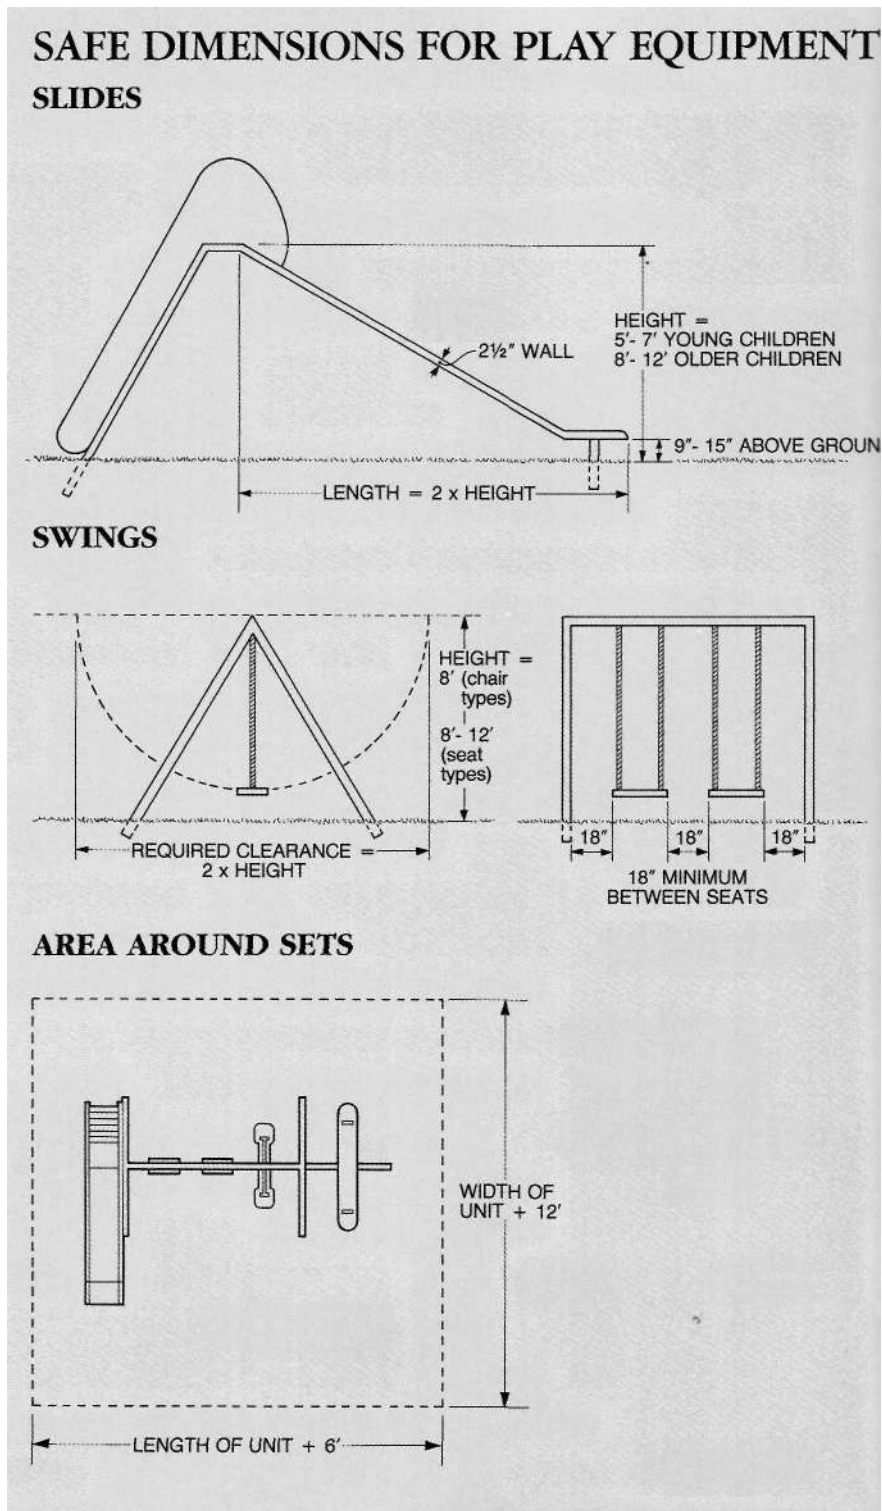 SAFE DIMENSIONS FOR PLAY EQUIPMENT
SLIDES
HEIGHT =
5'- 7' YOUNG CHILDREN
8'- 12' OLDER CHILDREN
2½" WALL
9"- 15" ABOVE GROUN
LENGTH = 2 x HEIGHT
SWINGS
HEIGHT =
8' (chair
types)
8'- 12'
(seat
types)
REQUIRED CLEARANCE =
2 x HEIGHT
18" 18" 18"
18" MINIMUM
BETWEEN SEATS
AREA AROUND SETS
WIDTH OF
UNIT + 12'
LENGTH OF UNIT + 6'